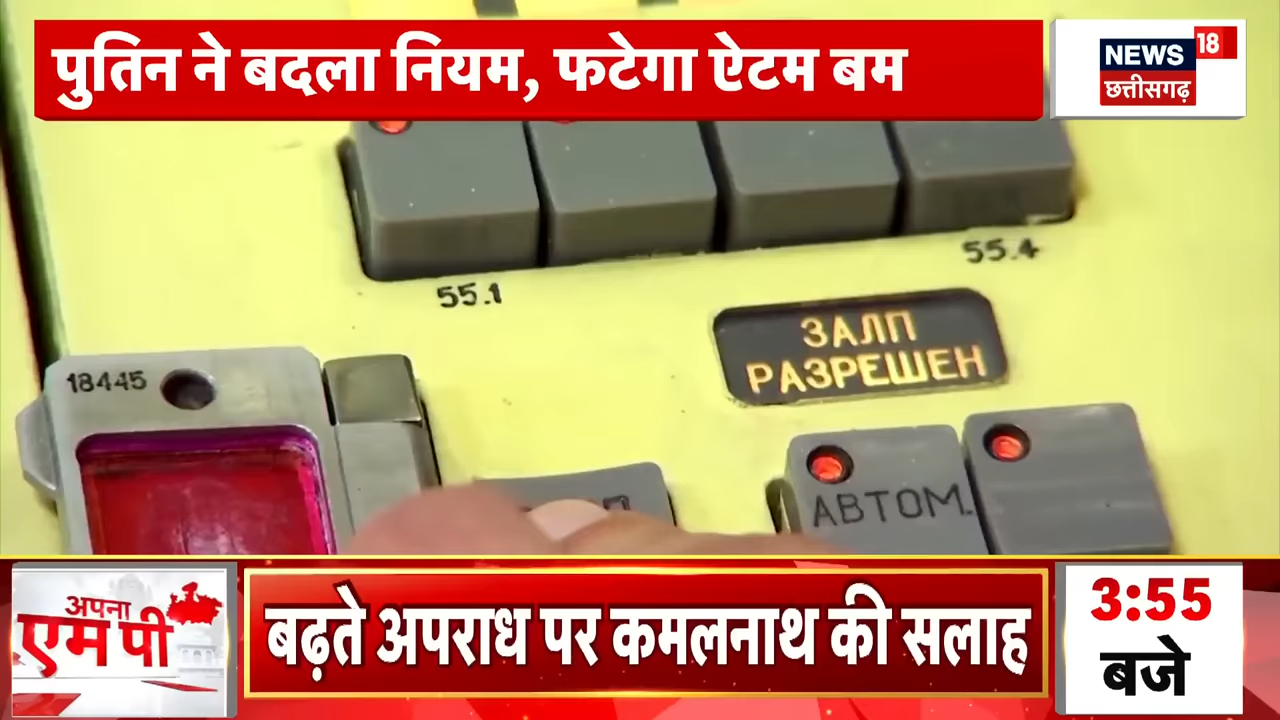 पुतिन ने बदला नियम, फटेगा ऐटम बम
NEWS 18
छत्तीसगढ़
55.1
55.4
ЗАЛП
РАЗРЕШЕН
18445
АВТОМ.
अपना
एमपी
बढ़ते अपराध पर कमलनाथ की सलाह
3:55
बजे